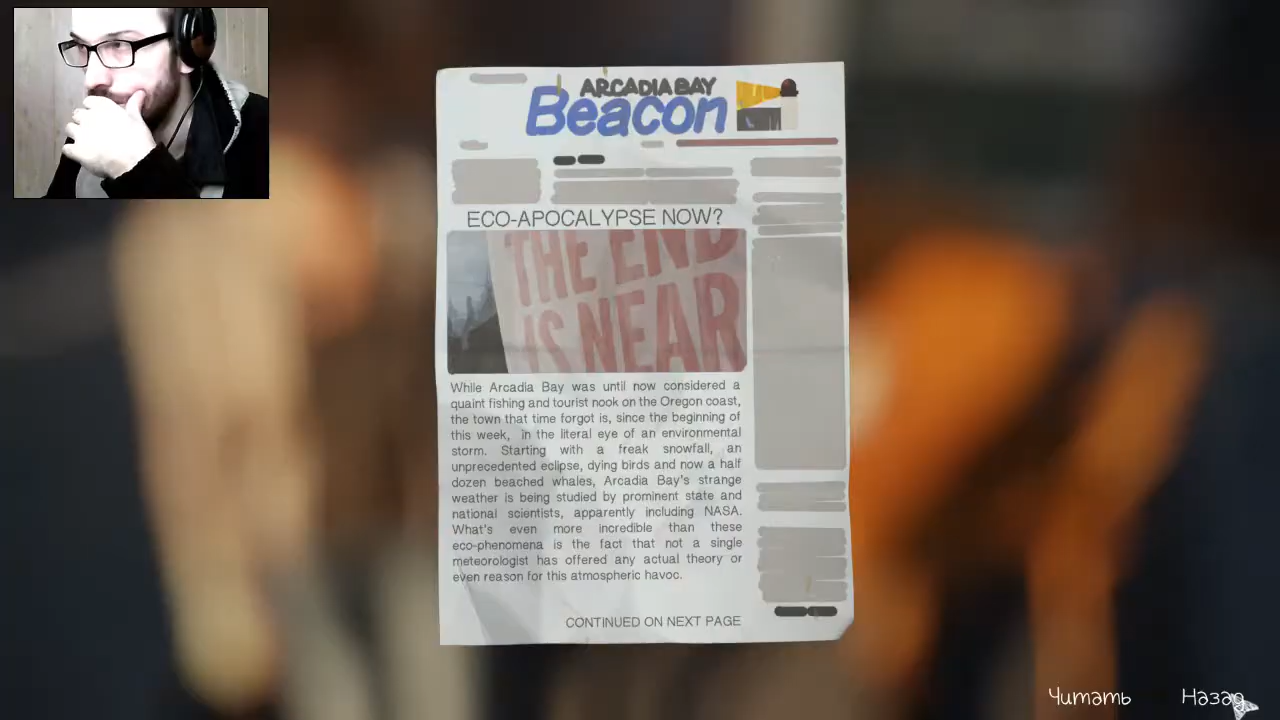 ARCADIA BAY
Beacon
ECO-APOCALYPSE NOW?
THE END
IS NEAR
While Arcadia Bay was until now considered a
quaint fishing and tourist nook on the Oregon coast,
the town that time forgot is, since the beginning of
this week, in the literal eye of an environmental
storm. Starting with a freak snowfall, an
unprecedented eclipse, dying birds and now a half
dozen beached whales, Arcadia Bay's strange
weather is being studied by prominent state and
national scientists, apparently including NASA.
What's even more incredible than these
eco-phenomena is the fact that not a single
meteorologist has offered any actual theory or
even reason for this atmospheric havoc.
CONTINUED ON NEXT PAGE
Читать Назад